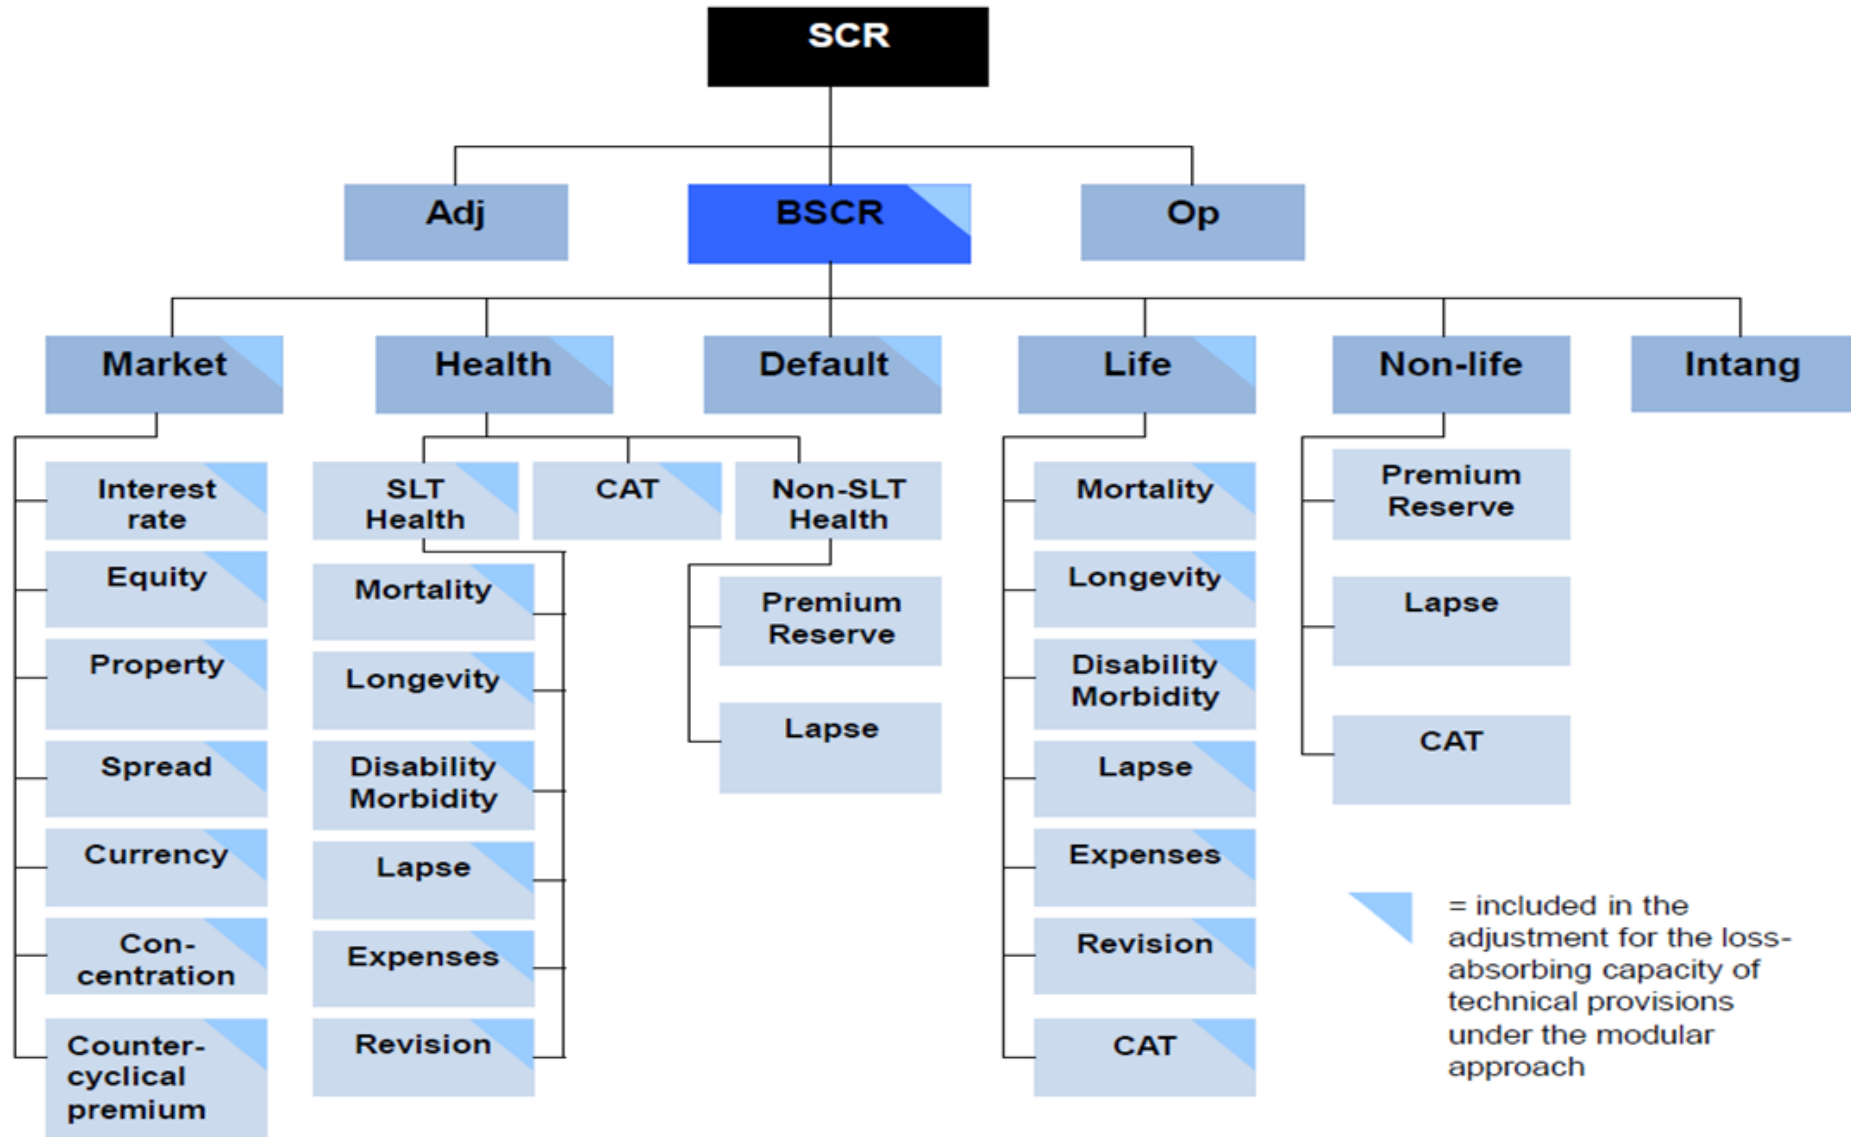 SCR
Adj
BSCR
Op
Market
Health
Default
Life
Non-life
Intang
Interest
rate
Equity
Property
Spread
Currency
Con-
centration
Counter-
cyclical
premium
SLT
Health
CAT
Non-SLT
Health
Mortality
Longevity
Disability
Morbidity
Lapse
Expenses
Revision
Premium
Reserve
Lapse
Mortality
Longevity
Disability
Morbidity
Lapse
Expenses
Revision
CAT
Premium
Reserve
Lapse
CAT
= included in the
adjustment for the loss-
absorbing capacity of
technical provisions
under the modular
approach